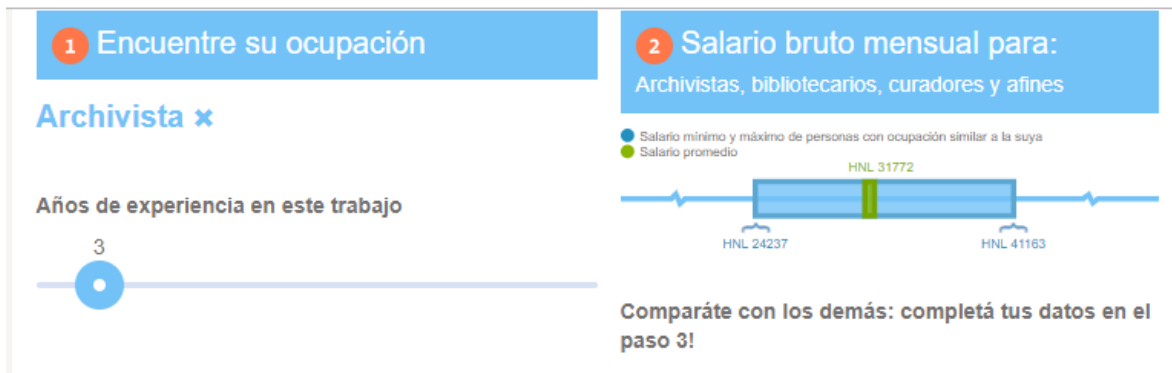 1 Encuentre su ocupación
Archivista ×
Años de experiencia en este trabajo
3
2 Salario bruto mensual para:
Archivistas, bibliotecarios, curadores y afines
Salario mínimo y máximo de personas con ocupación similar a la suya
Salario promedio
HNL 31772
HNL 24237
HNL 41163
Comparáte con los demás: completá tus datos en el
paso 3!